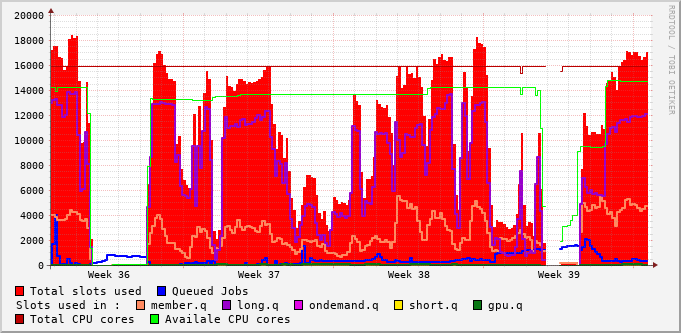 20000
18000
16000
14000
12000
10000
8000
6000
4000
2000
0
Week 36 Week 37 Week 38 Week 39
RRDTOOL / TOBI OETIKER
Total slots used Queued Jobs
Slots used in : member.q long.q ondemand.q short.q gpu.q
Total CPU cores Availale CPU cores